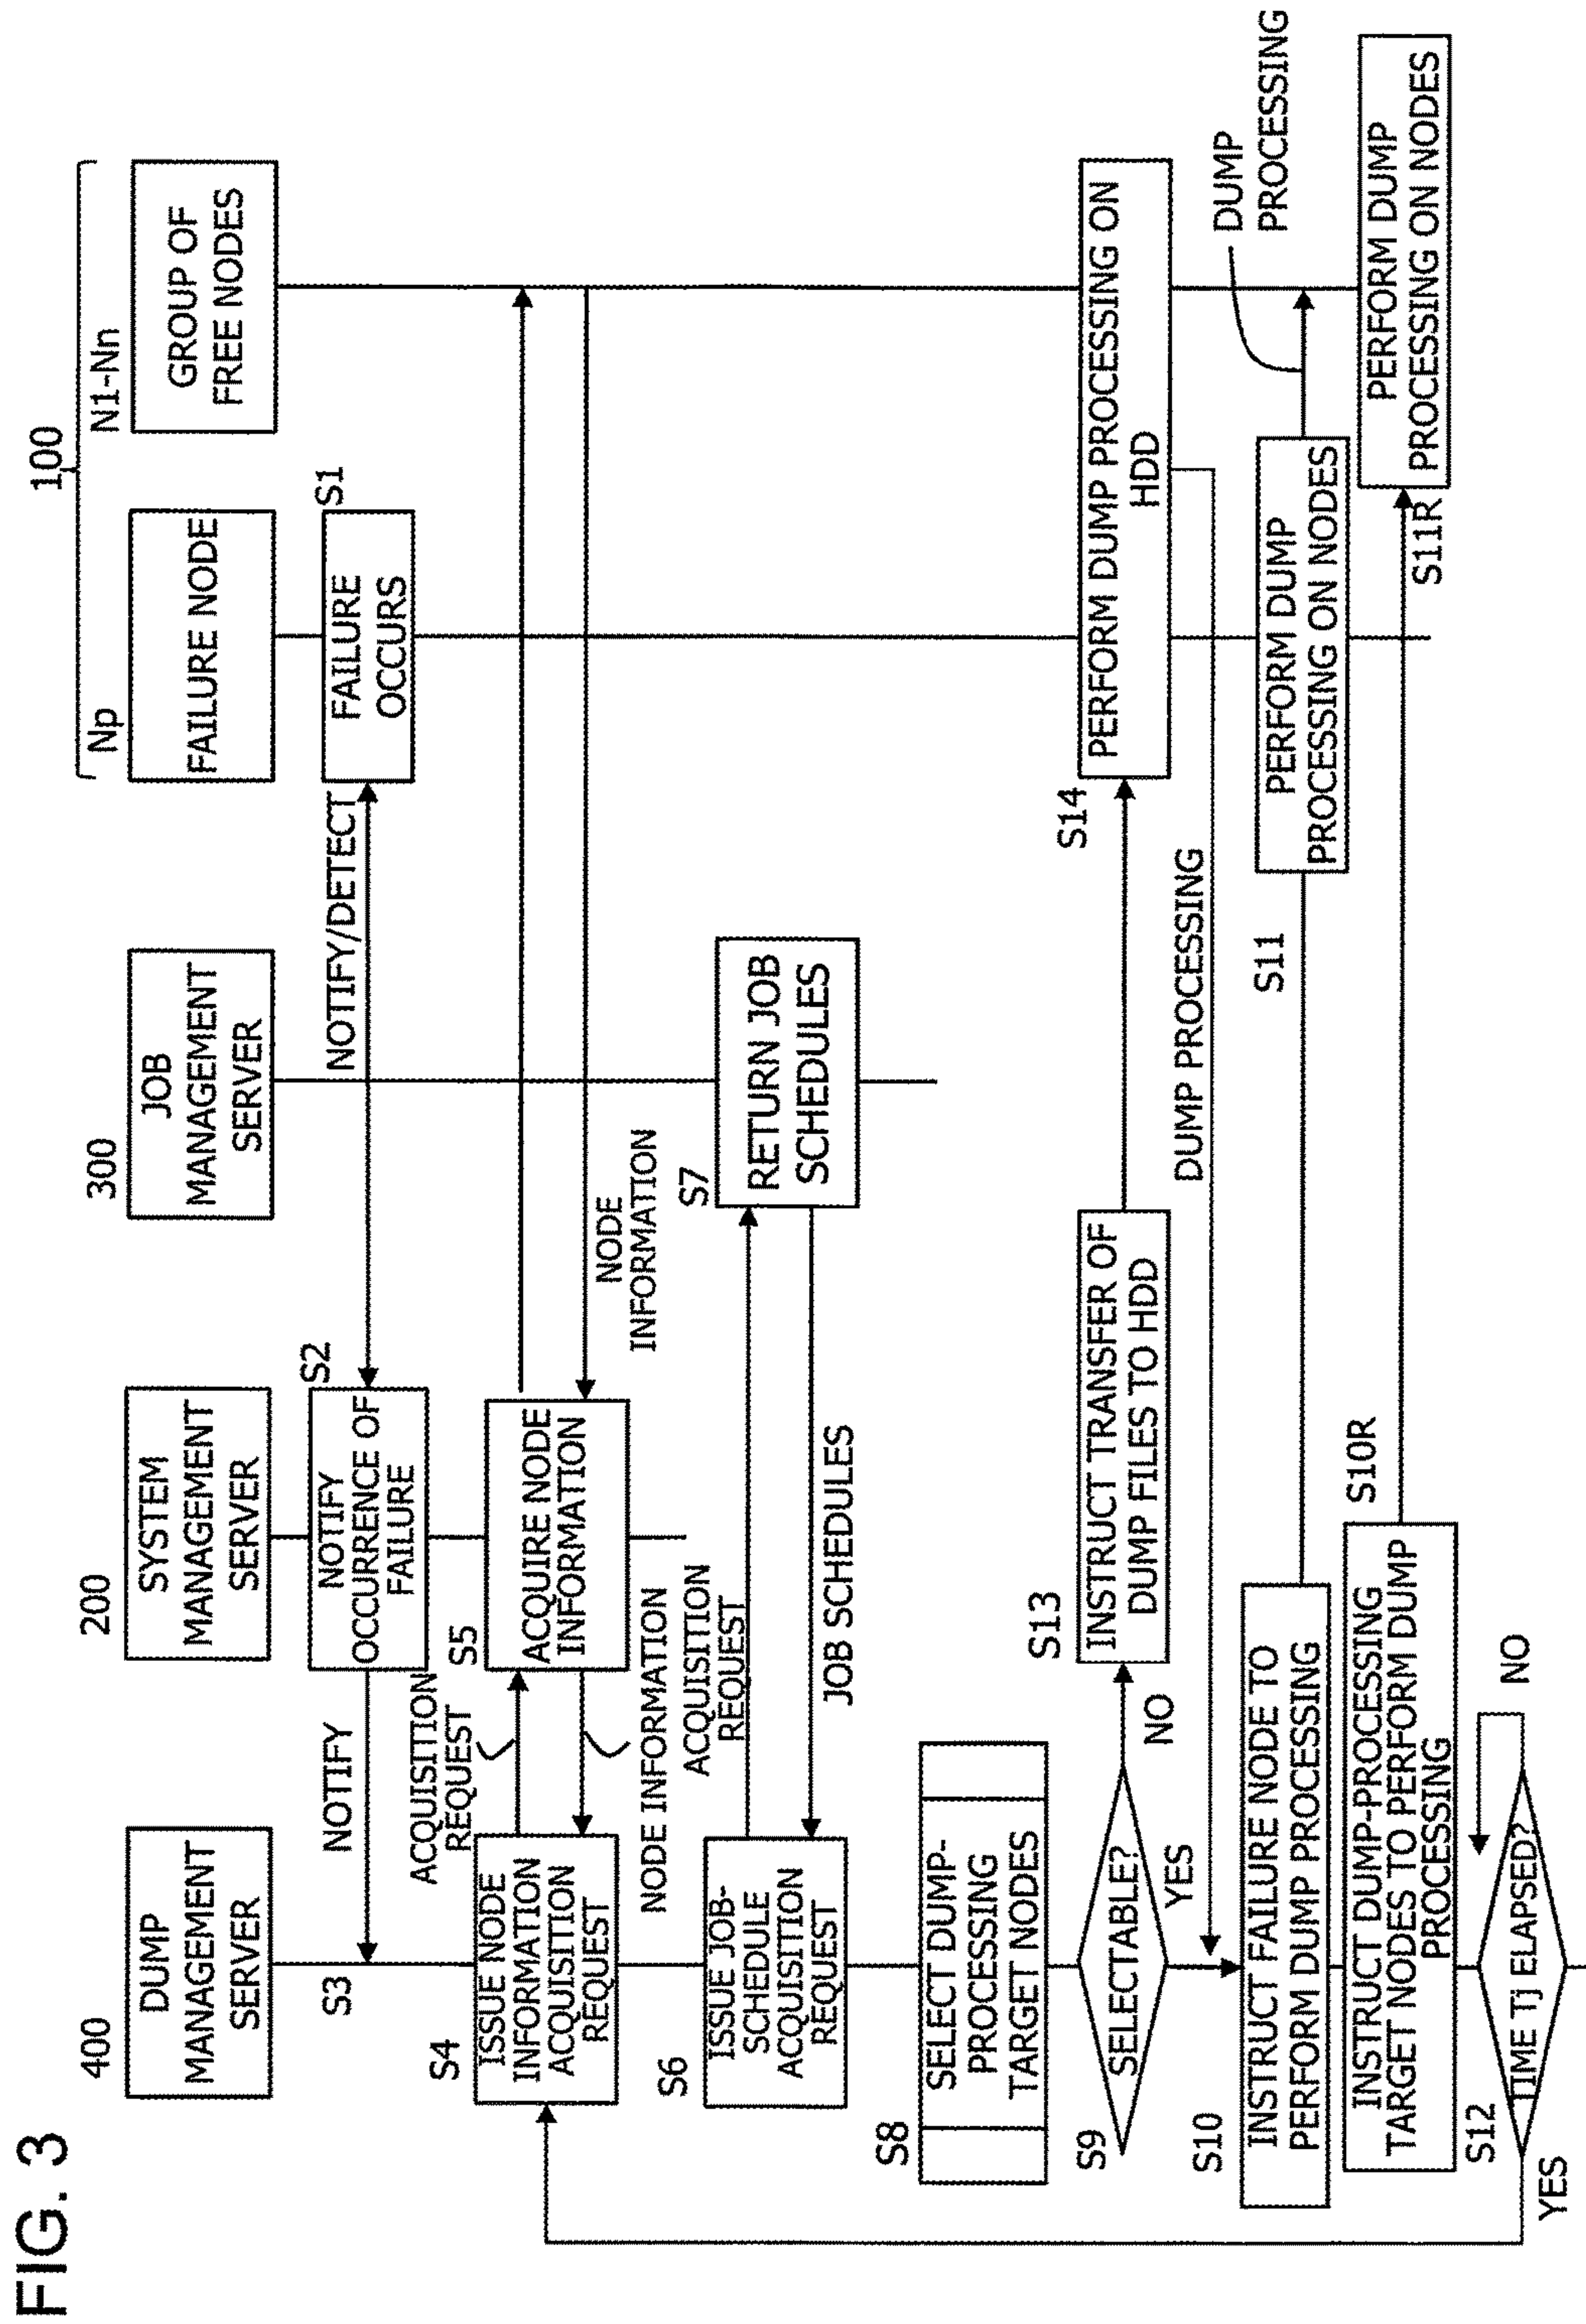 FIG. 3
400
DUMP
MANAGEMENT
SERVER
200
SYSTEM
MANAGEMENT
SERVER
300
JOB
MANAGEMENT
SERVER
100
Np
FAILURE NODE
N1-Nn
GROUP OF
FREE NODES
S1
FAILURE
OCCURS
NOTIFY/DETECT
S2
NOTIFY
OCCURRENCE OF
FAILURE
NOTIFY
S3
S4
ISSUE NODE
INFORMATION
ACQUISITION
REQUEST
ACQUISITION
REQUEST
S5
ACQUIRE NODE
INFORMATION
NODE
INFORMATION
NODE INFORMATION
S6
ISSUE JOB-
SCHEDULE
ACQUISITION
REQUEST
ACQUISITION
REQUEST
S7
RETURN JOB
SCHEDULES
JOB SCHEDULES
S8
SELECT DUMP-
PROCESSING
TARGET NODES
S9
SELECTABLE?
NO
YES
S13
INSTRUCT TRANSFER OF
DUMP FILES TO HDD
S14
PERFORM DUMP PROCESSING ON
HDD
DUMP PROCESSING
S10
INSTRUCT FAILURE NODE TO
PERFORM DUMP PROCESSING
S11
PERFORM DUMP
PROCESSING ON NODES
DUMP
PROCESSING
S10R
INSTRUCT DUMP-PROCESSING
TARGET NODES TO PERFORM DUMP
PROCESSING
S11R
PERFORM DUMP
PROCESSING ON NODES
S12
TIME Tj ELAPSED?
NO
YES